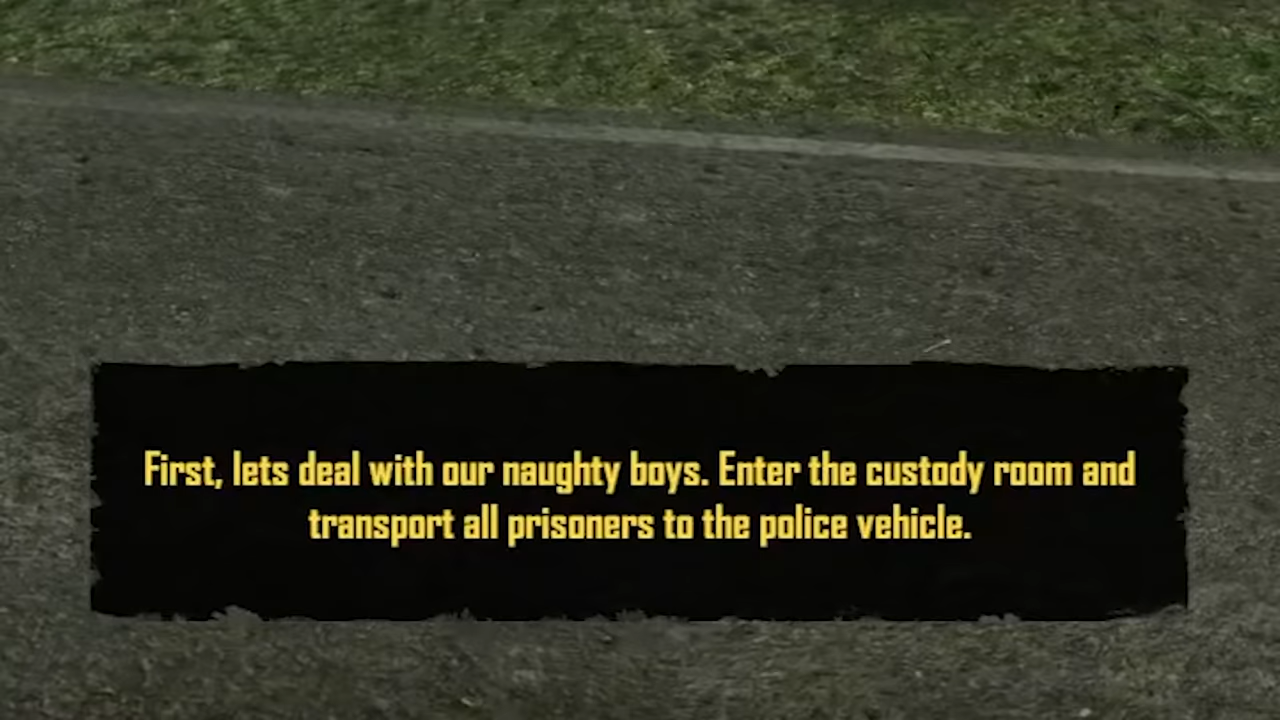 First, lets deal with our naughty boys. Enter the custody room and
transport all prisoners to the police vehicle.